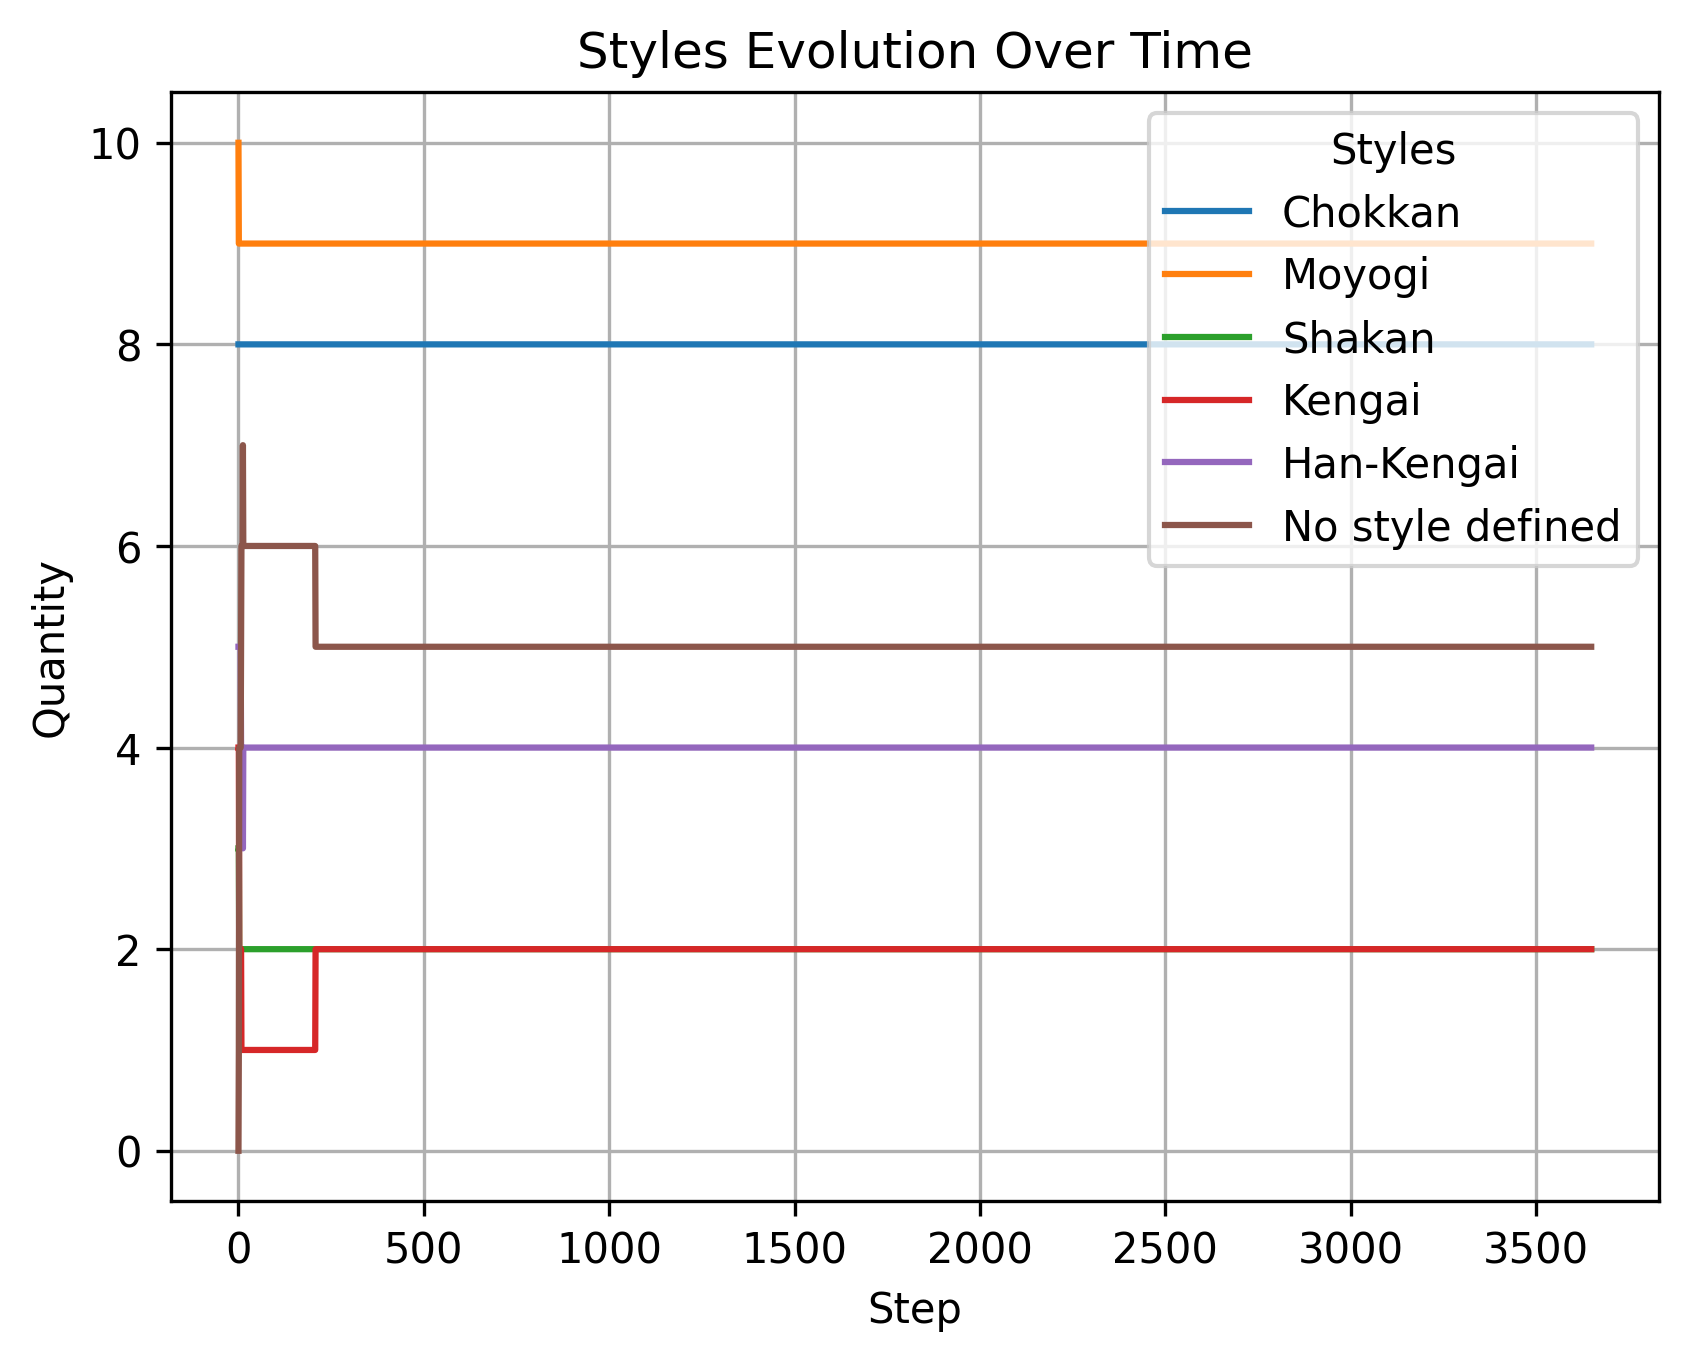 Styles Evolution Over Time
Quantity
10
8
6
4
2
0
Styles
Chokkan
Moyogi
Shakan
Kengai
Han-Kengai
No style defined
0 500 1000 1500 2000 2500 3000 3500
Step